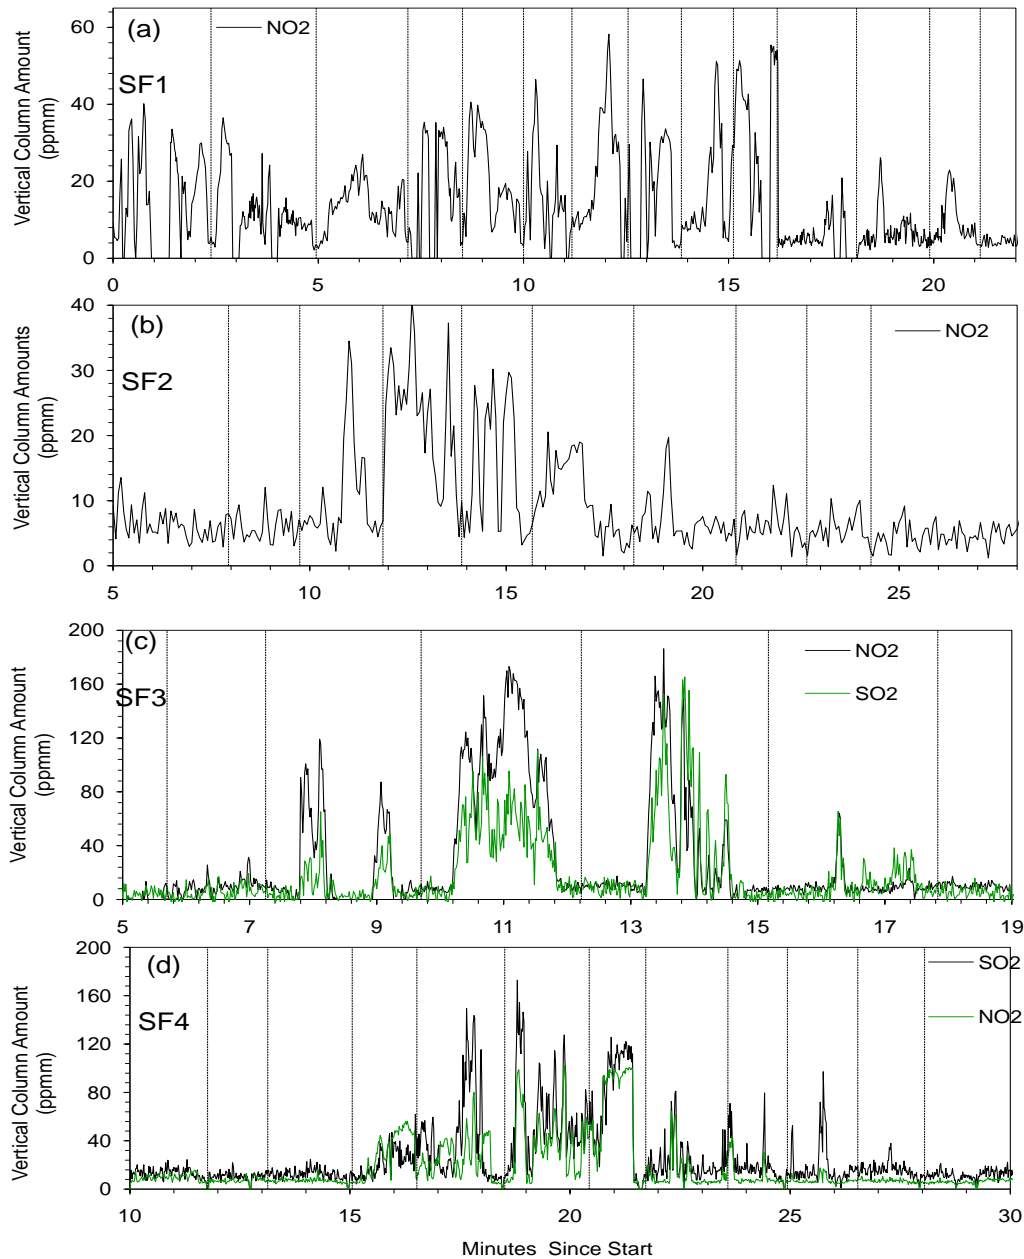 (a)
NO2
SF1
Vertical Column Amount
(ppmm)
60
40
20
0
0 5 10 15 20
(b)
NO2
SF2
Vertical Column Amounts
(ppmm)
40
30
20
10
0
5 10 15 20 25
(c)
NO2
SO2
SF3
Vertical Column Amount
(ppmm)
200
160
120
80
40
0
5 7 9 11 13 15 17 19
(d)
SO2
NO2
SF4
Vertical Column Amount
(ppmm)
200
160
120
80
40
0
10 15 20 25 30
Minutes Since Start